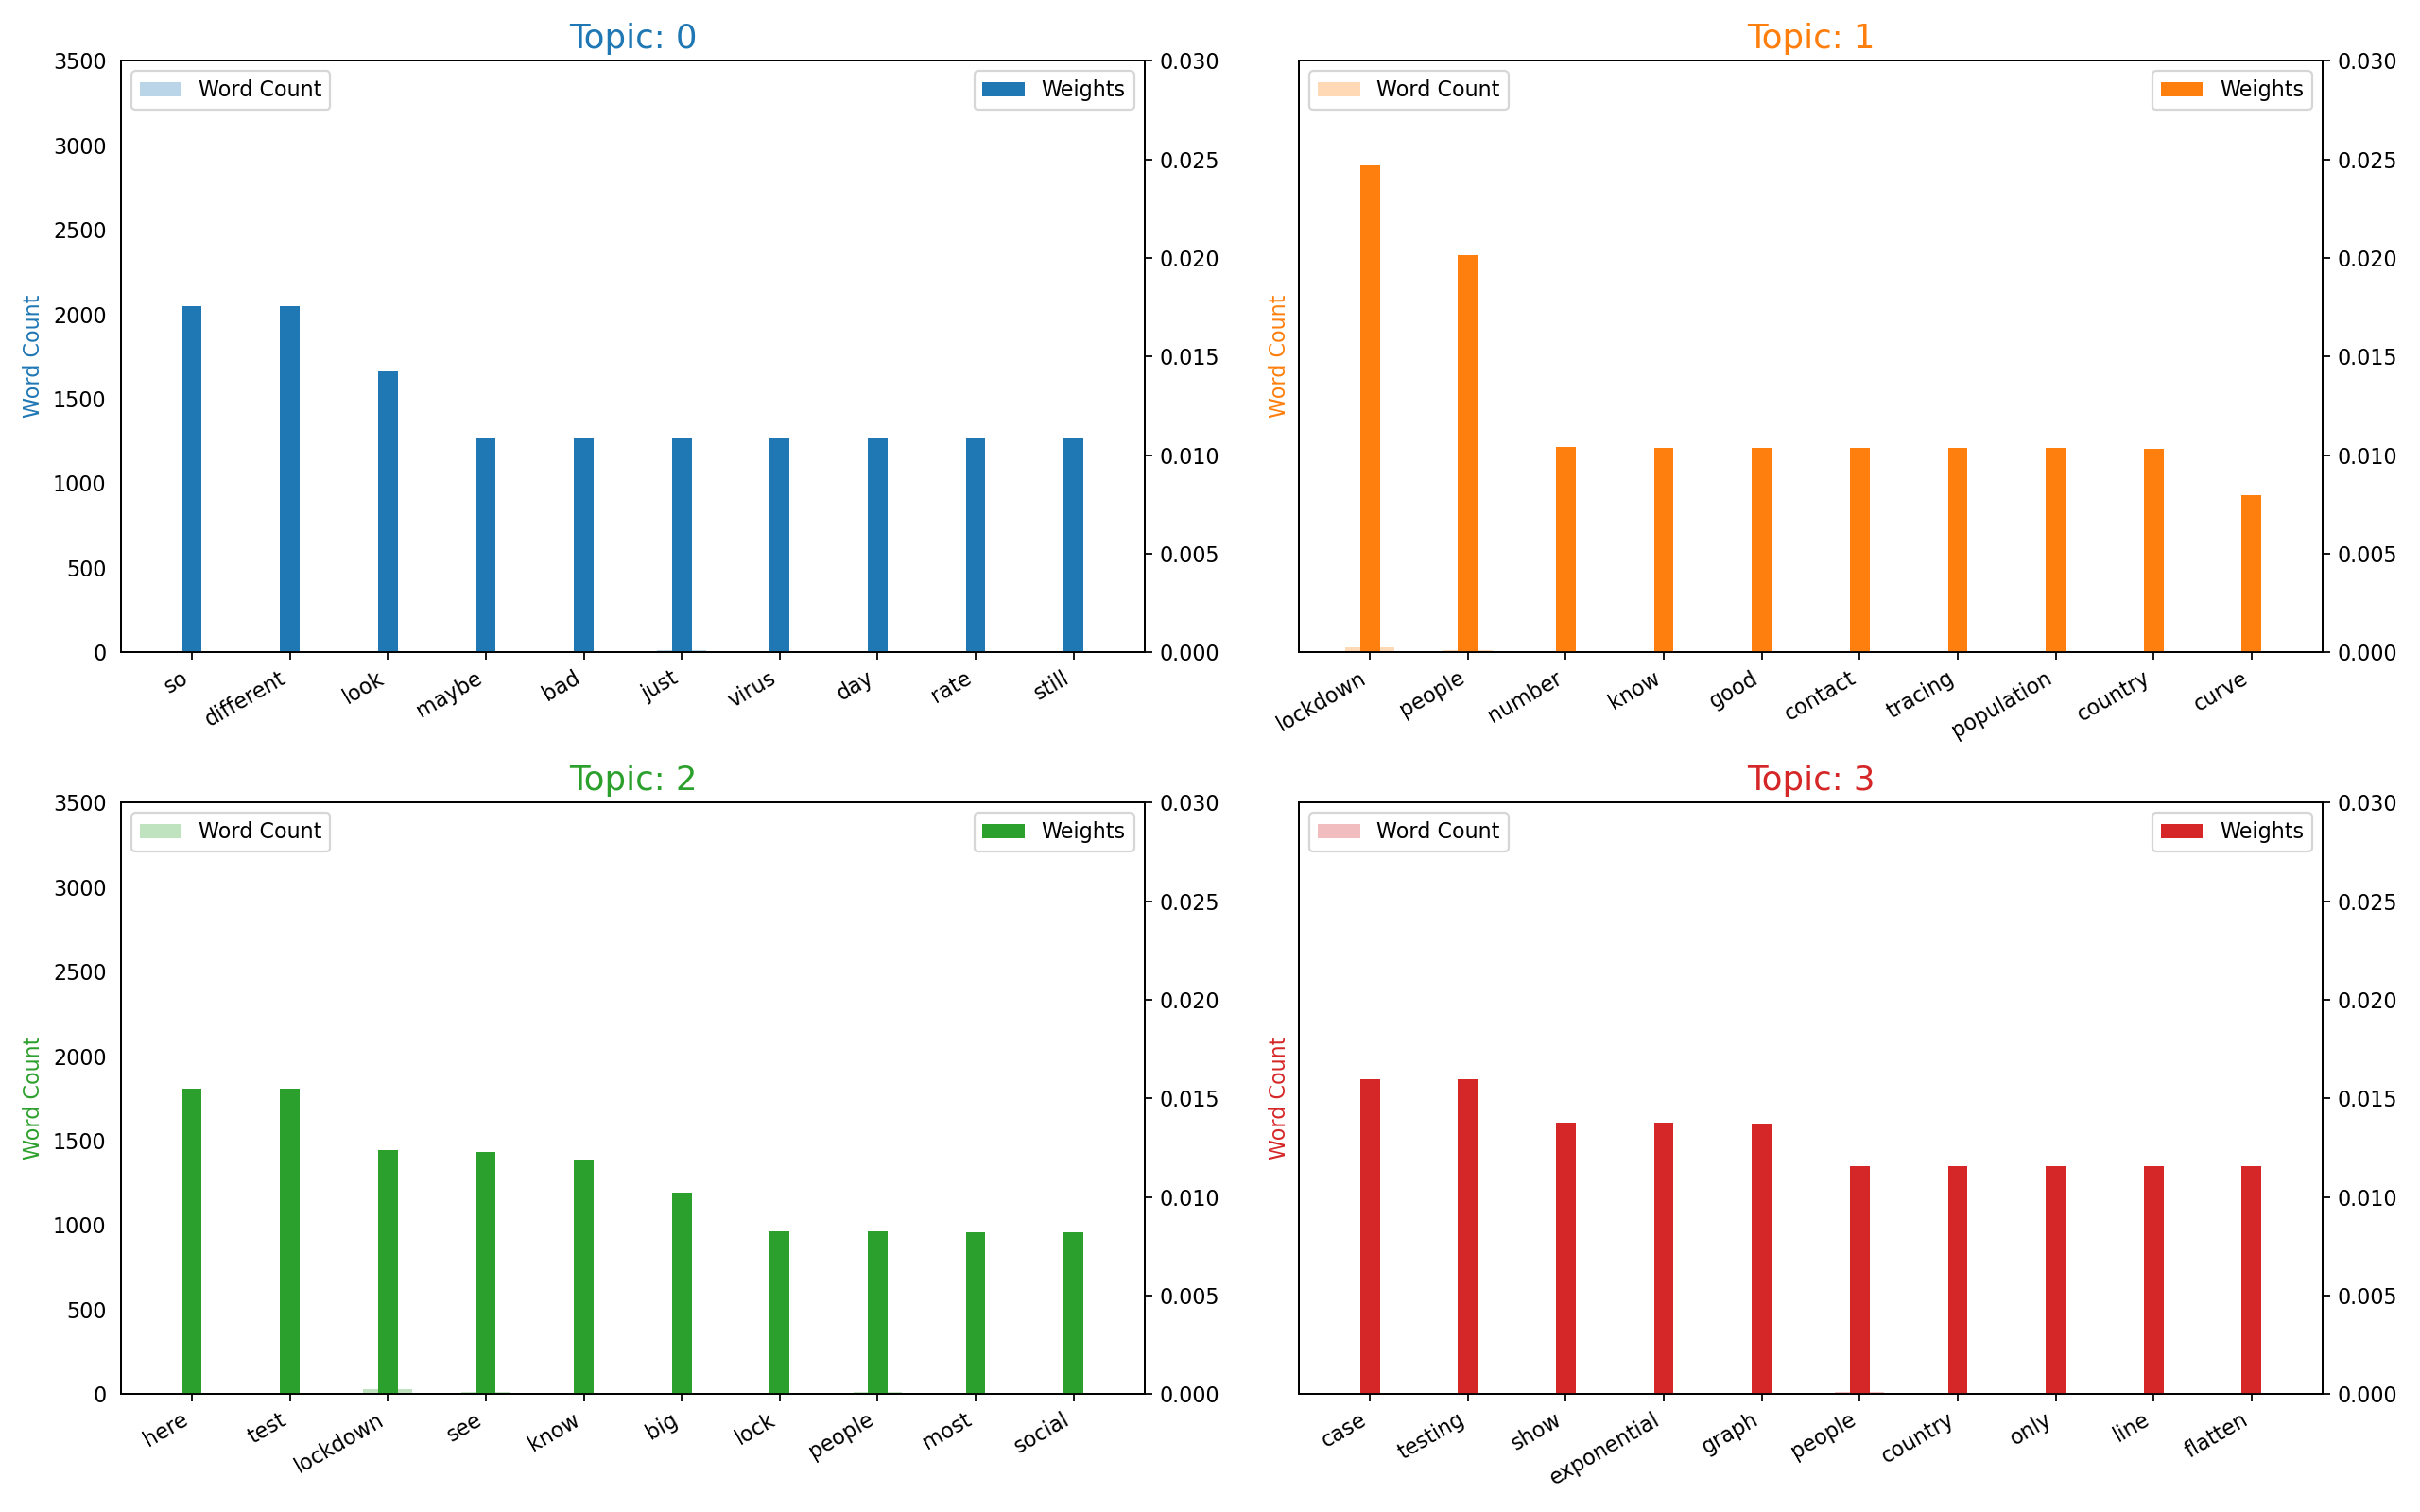 Topic: 0
Word Count
Weights
3500
3000
2500
2000
1500
1000
500
0
Word Count
0.030
0.025
0.020
0.015
0.010
0.005
0.000
so
different
look
maybe
bad
just
virus
day
rate
still
Topic: 1
Word Count
Weights
Word Count
0.030
0.025
0.020
0.015
0.010
0.005
0.000
lockdown
people
number
know
good
contact
tracing
population
country
curve
Topic: 2
Word Count
Weights
3500
3000
2500
2000
1500
1000
500
0
Word Count
0.030
0.025
0.020
0.015
0.010
0.005
0.000
here
test
lockdown
see
know
big
lock
people
most
social
Topic: 3
Word Count
Weights
Word Count
0.030
0.025
0.020
0.015
0.010
0.005
0.000
case
testing
show
exponential
graph
people
country
only
line
flatten